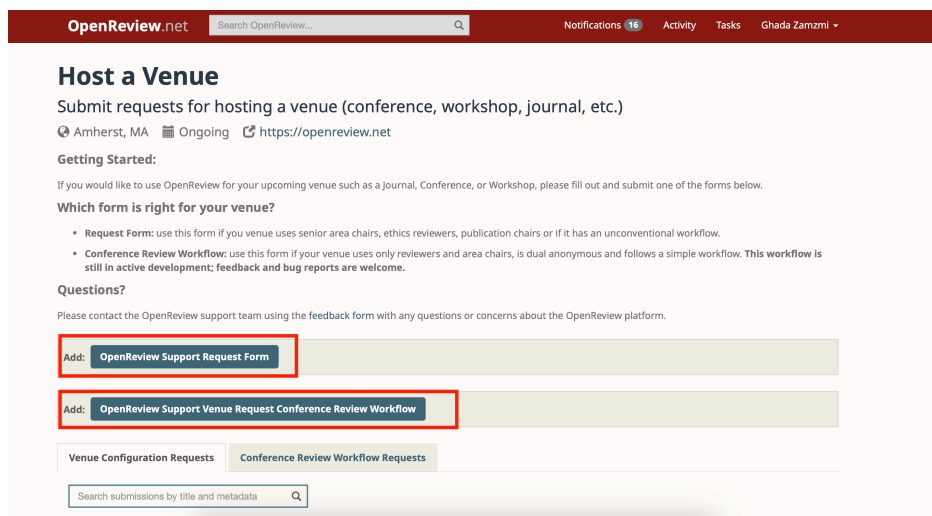 OpenReview.net Search OpenReview... Notifications 16 Activity Tasks Ghada Zamzmi
Host a Venue
Submit requests for hosting a venue (conference, workshop, journal, etc.)
Amherst, MA Ongoing https://openreview.net
Getting Started:
If you would like to use OpenReview for your upcoming venue such as a Journal, Conference, or Workshop, please fill out and submit one of the forms below.
Which form is right for your venue?
• Request Form: use this form if you venue uses senior area chairs, ethics reviewers, publication chairs or if it has an unconventional workflow.
• Conference Review Workflow: use this form if your venue uses only reviewers and area chairs, is dual anonymous and follows a simple workflow. This workflow is
still in active development; feedback and bug reports are welcome.
Questions?
Please contact the OpenReview support team using the feedback form with any questions or concerns about the OpenReview platform.
Add: OpenReview Support Request Form
Add: OpenReview Support Venue Request Conference Review Workflow
Venue Configuration Requests Conference Review Workflow Requests
Search submissions by title and metadata